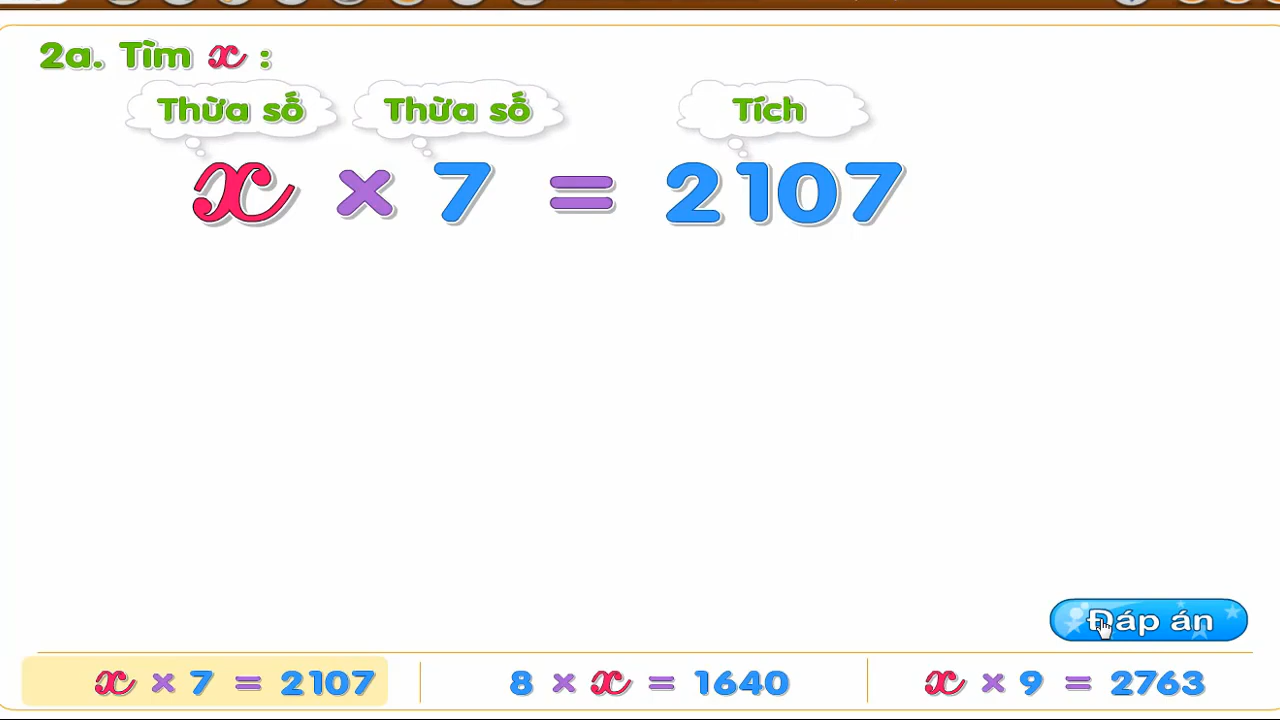 2a. Tìm x :
Thừa số Thừa số Tích
x × 7 = 2107
Đáp án
x × 7 = 2107 8 × x = 1640 x × 9 = 2763